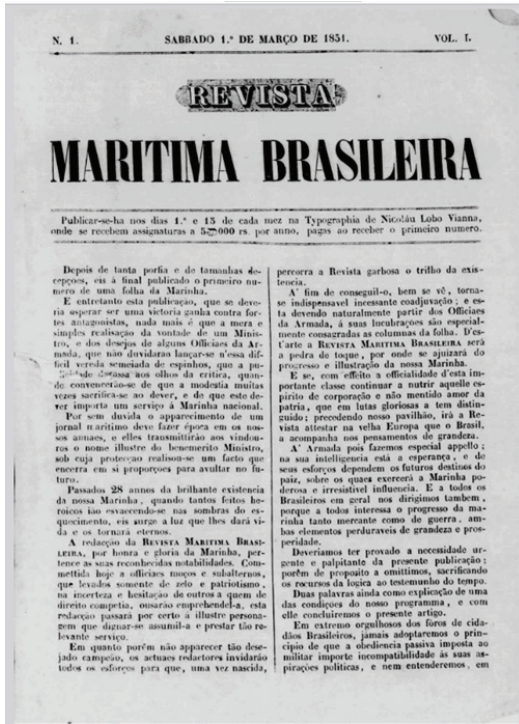 N. 1. SABBADO 1.º DE MARÇO DE 1851. VOL. I.
REVISTA
MARITIMA BRASILEIRA
Publicar-se-ha nos dias 1.º e 15 de cada mez na Typographia de Nicoláu Lobo Vianna,
onde se recebem assignaturas a 000 rs. por anno, pagas ao receber o primeiro numero.
Depois de tanta porfia e de tamanhas de-
cepções, eis á final publicado o primeiro nu-
mero de uma folha da Marinha.
E entretanto esta publicação, que se deve-
ria esperar ser uma victoria ganha contra for-
tes antagonistas, nada mais é que a mera e
simples realisação da vontade de um Minis-
tro, e dos desejos de alguns Officiaes da Ar-
mada, que não duvidarão lançar-se n'essa dif-
ficil vereda semeiada de espinhos, que a
aos olhos da critira, quan-
de convencerão-se de que a modestia muitas
vezes sacrifica-se ao dever, e de que este de-
ver importa um serviço á Marinha nacional.
Por sem duvida o apparecimento de um
jornal maritimo deve fazer época em os nos-
sos annaes, e elles transmittirão aos vindou-
ros o nome illustre do benemerito Ministro,
sob cuja protecção realisou-se um facto que
encerra em si proporções para avultar no fu-
turo.
Passados 28 annos da brilhante existencia
da nossa Marinha, quando tantos feitos he-
roicos ião esvaecendo-se nas sombras do es-
quecimento, eis surge a luz que lhes dará vi-
da e os tornará eternos.
A redacção da REVISTA MARITIMA BRASI-
LEIRA, por honra e gloria da Marinha, per-
tence as suas reconhecidas notabilidades. Com-
mettida hoje a officiaes moços e subalternos,
que levados somente de zelo e patriotismo,
na incerteza e hesitação de outros a quem de
direito competia, ousarão emprehendel-a, esta
redacção passará por certo à illustre persona-
gem que dignar-se assumil-a e prestar tão re-
levante serviço.
Em quanto porém não apparecer tão dese-
jado campeão, os actuaes redactores invidarão
todos os esforços para que, uma vez nascida,
percorra a Revista garbosa o trilho da exis-
tencia.
A' fim de conseguil-o, bem se vê, torna-
se indispensavel incessante coadjuvação; e es-
ta devendo naturalmente partir dos Officiaes
da Armada, á suas locubrações são especial-
mente consagradas as columnas da folha. D'es-
t'arte a REVISTA MARITIMA BRASILEIRA será
a pedra de toque, por onde se ajuizará do
progresso e illustração da nossa Marinha.
E se, com effeito a officialidade d'esta im-
portante classe continuar a nutrir aquelle es-
pirito de corporação e não mentido amor da
patria, que em lutas gloriosas a tem distin-
guido; precedendo nosso pavilhão, irá a Re-
vista attestar na velha Europa que o Brasil,
a acompanha nos pensamentos de grandeza.
A' Armada pois fazemos especial appello;
na sua intelligencia está a esperança, e de
seus esforços dependem os futuros destinos do
paiz, sobre os quaes exercerá a Marinha po-
derosa e irresistivel influencia. E a todos os
Brasileiros em geral nos dirigimos tambem,
porque a todos interessa o progresso da ma-
rinha tanto mercante como de guerra, am-
bas elementos perduraveis de grandeza e pros-
peridade.
Deveriamos ter provado a necessidade ur-
gente e palpitante da presente publicação;
porém de proposito a omittimos, sacrificando
os recursos da logica ao testemunho do tempo.
Duas palavras ainda como explicação de uma
das condições do nosso programma, e com
elle concluiremos o presente artigo.
Em extremo orgulhosos dos foros de cida-
dãos Brasileiros, jámais adoptaremos o prin-
cipio de que a obediencia passiva imposto ao
militar importe incompatibilidade ás suas as-
pirações politicas, e nem entenderemos, em